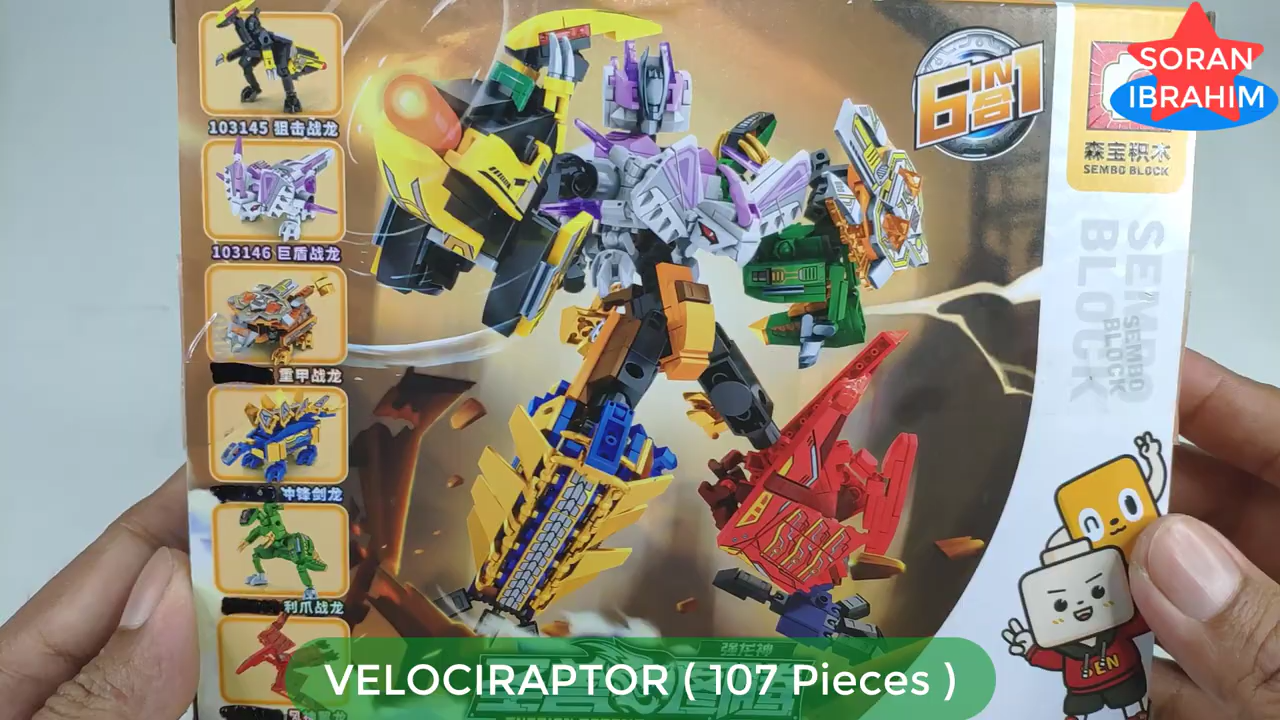 103145 狙击战龙
103146 巨盾战龙
重甲战龙
冲锋剑龙
利爪战龙
6 IN 1
合
SORAN
IBRAHIM
森宝积木
SEMBO BLOCK
SEMBO
BLOCK
SEMBO
BLOCK
强龙神
VELOCIRAPTOR ( 107 Pieces )